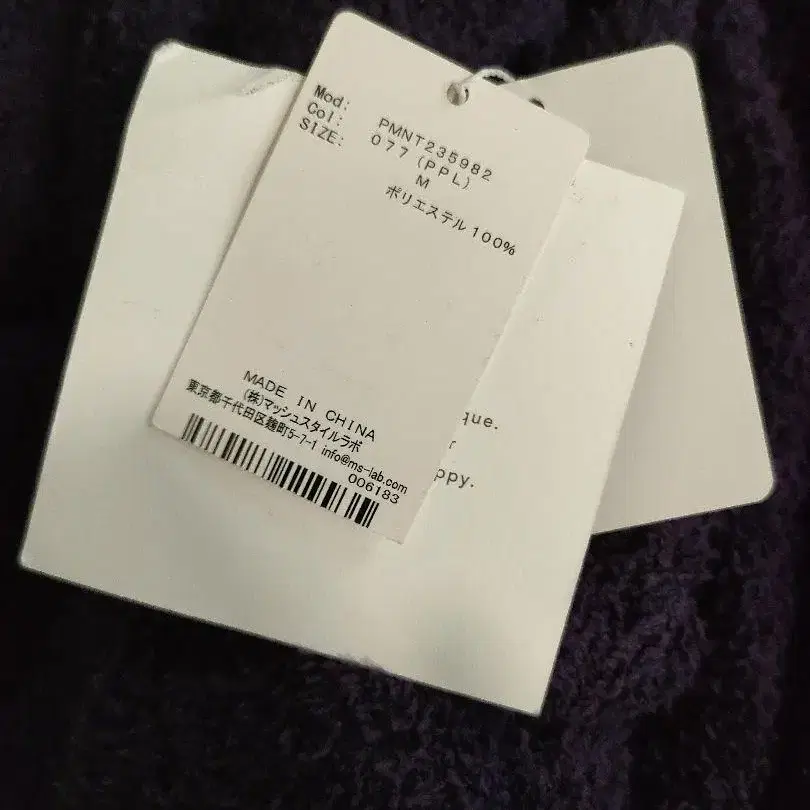 Mod: PMNT235982
Col: 077 (PPL)
SIZE: M
ポリエステル100%
MADE IN CHINA
(株)マッシュスタイルラボ
東京都千代田区麹町5-7-1 info@ms-lab.com
006183